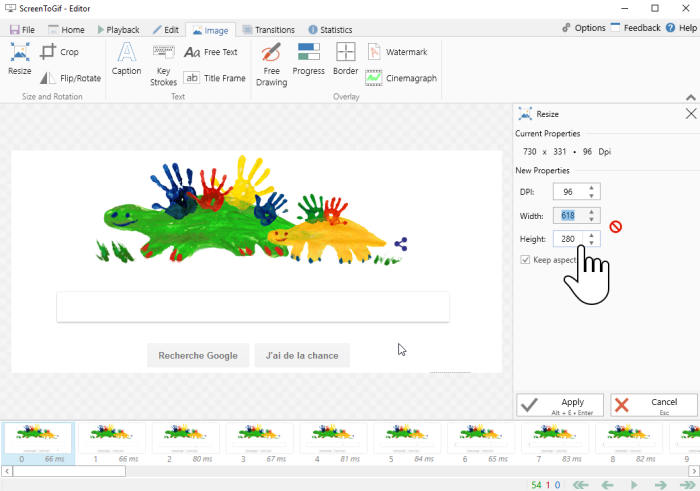 ScreenToGif - Editor
File Home Playback Edit Image Transitions Statistics Options Feedback Help
Resize Crop Flip/Rotate Caption Key Strokes Free Text Title Frame Free Drawing Progress Border Watermark Cinemagraph
Size and Rotation Text Overlay
Resize
Current Properties
730 x 331 • 96 Dpi
New Properties
DPI: 96
Width: 618
Height: 280
Keep aspect
Recherche Google J'ai de la chance
Apply Cancel
Alt + E • Enter Esc
0 66 ms 1 66 ms 2 80 ms 3 67 ms 4 81 ms 5 84 ms 6 65 ms 7 83 ms 8 82 ms 9
54 1 0